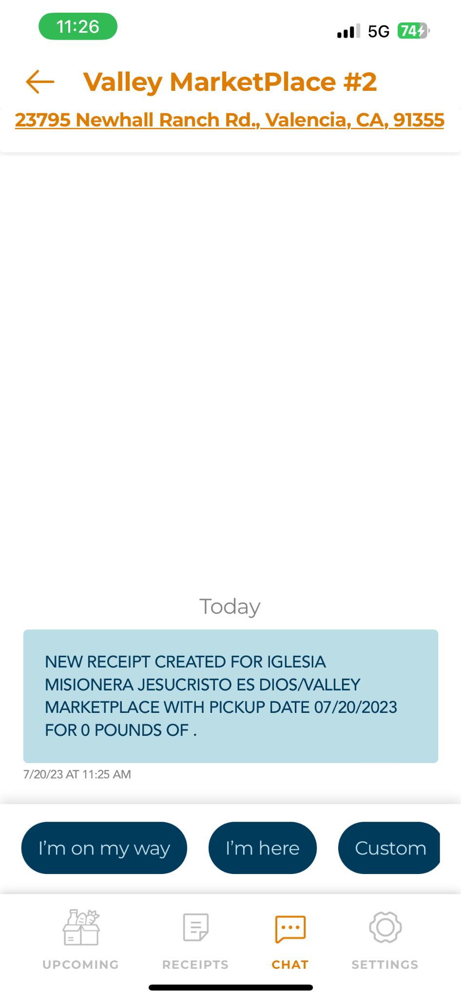 11:26
5G 74
Valley MarketPlace #2
23795 Newhall Ranch Rd., Valencia, CA, 91355
Today
NEW RECEIPT CREATED FOR IGLESIA
MISIONERA JESUCRISTO ES DIOS/VALLEY
MARKETPLACE WITH PICKUP DATE 07/20/2023
FOR 0 POUNDS OF .
7/20/23 AT 11:25 AM
I'm on my way I'm here Custom
UPCOMING RECEIPTS CHAT SETTINGS